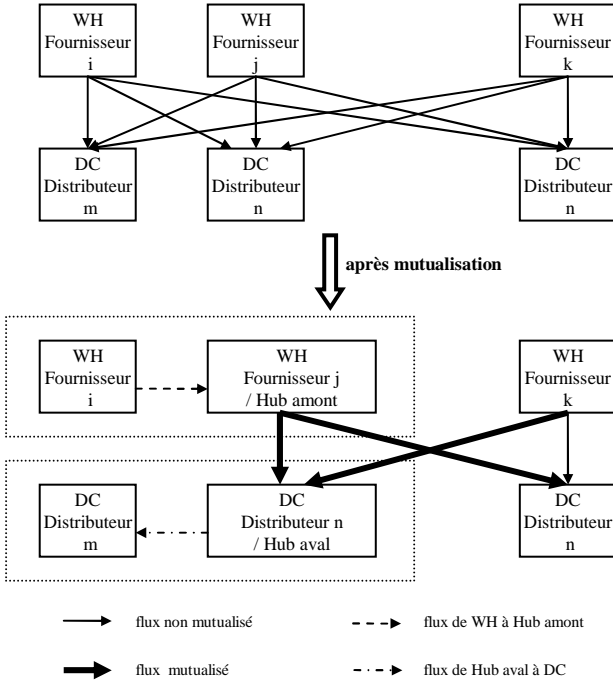 WH
Fournisseur
i
WH
Fournisseur
j
WH
Fournisseur
k
DC
Distributeur
m
DC
Distributeur
n
DC
Distributeur
n
après mutualisation
WH
Fournisseur
i
WH
Fournisseur j
/ Hub amont
WH
Fournisseur
k
DC
Distributeur
m
DC
Distributeur n
/ Hub aval
DC
Distributeur
n
flux non mutualisé
flux de WH à Hub amont
flux mutualisé
flux de Hub aval à DC